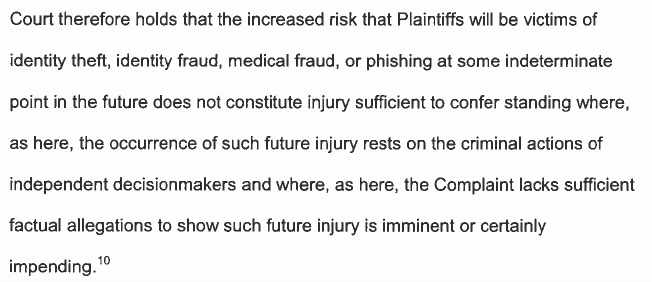 Court therefore holds that the increased risk that Plaintiffs will be victims of
identity theft, identity fraud, medical fraud, or phishing at some indeterminate
point in the future does not constitute injury sufficient to confer standing where,
as here, the occurrence of such future injury rests on the criminal actions of
independent decisionmakers and where, as here, the Complaint lacks sufficient
factual allegations to show such future injury is imminent or certainly
impending.¹⁰